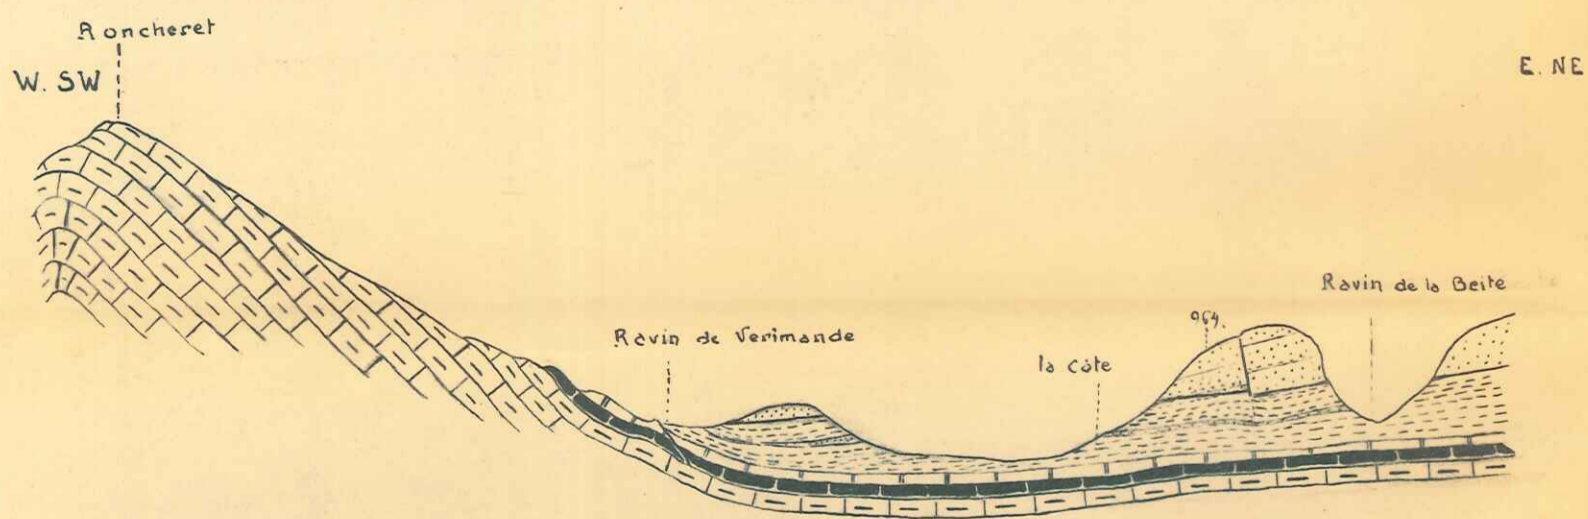 Roncheret
W. SW
E. NE
Ravin de la Beite
964.
Ravin de Verimande
la Côte